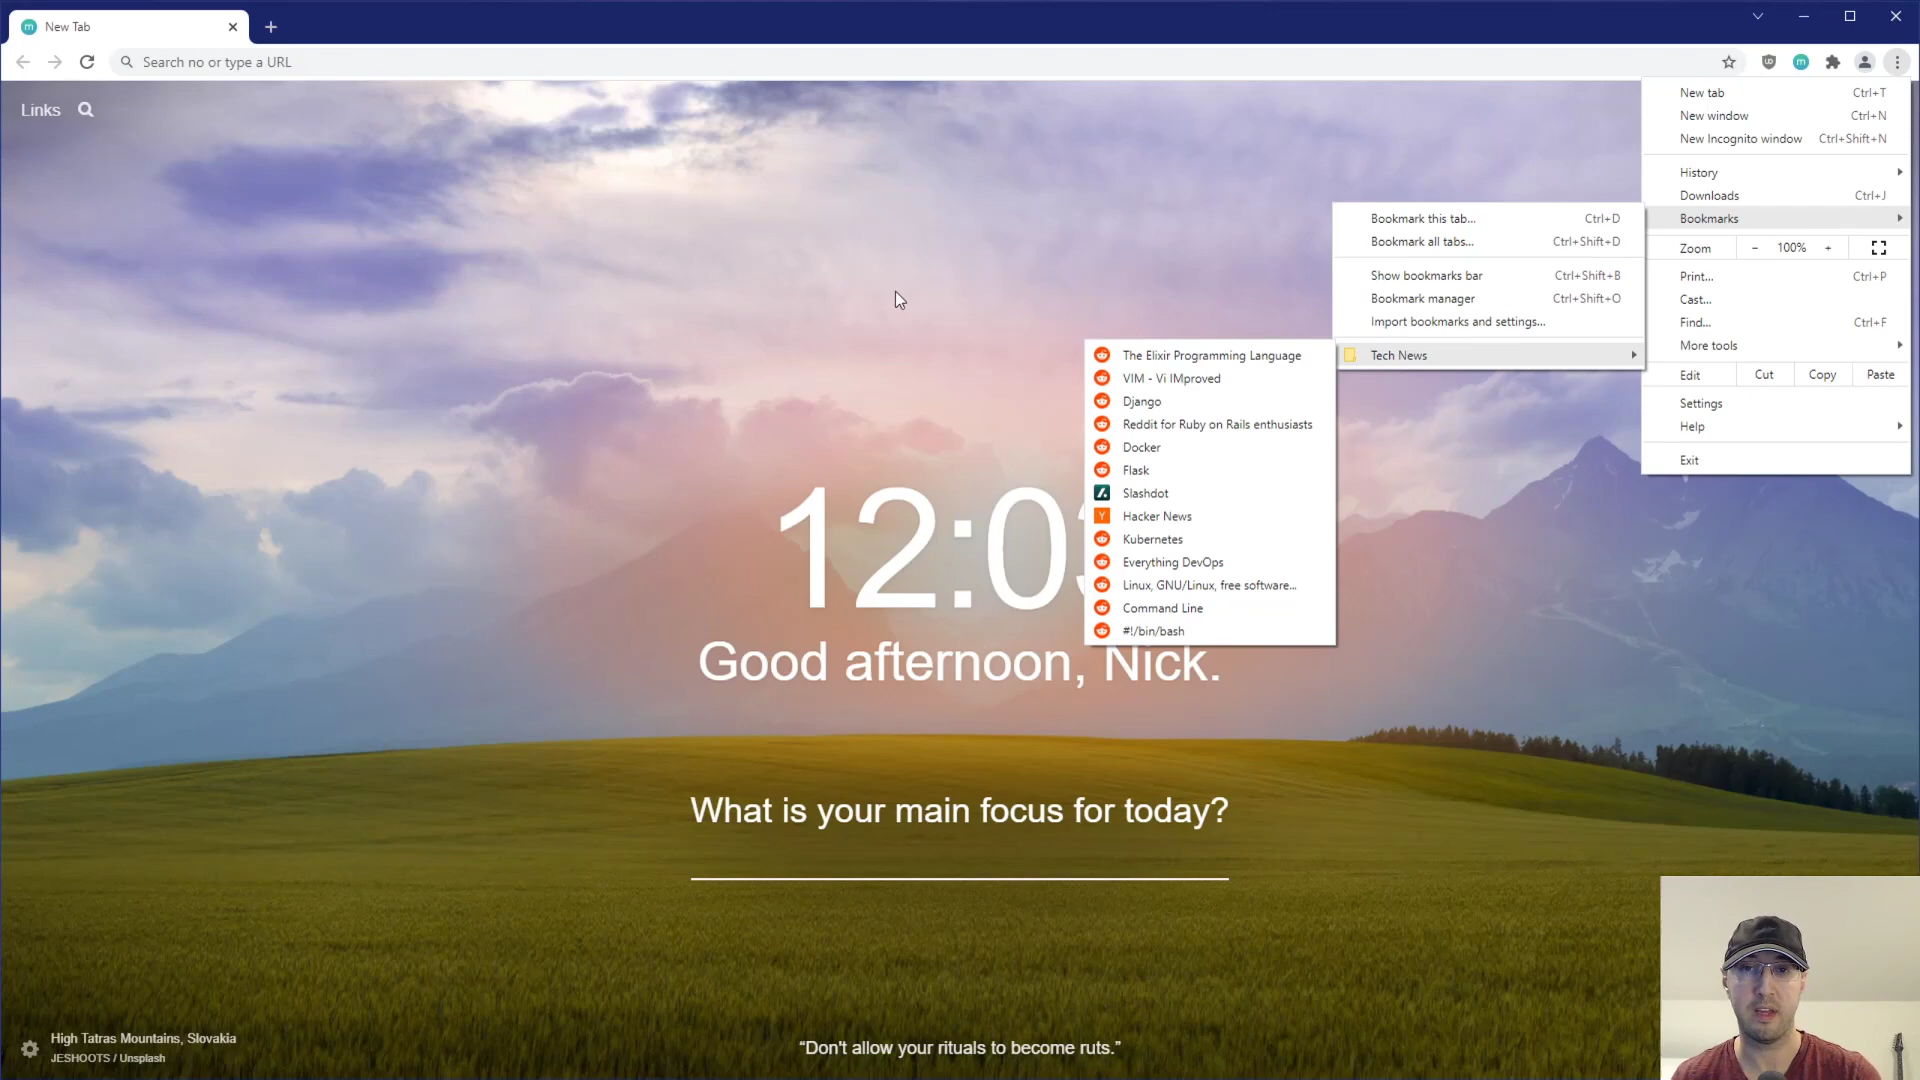 New Tab
Search no or type a URL
Links
New tab Ctrl+T
New window Ctrl+N
New Incognito window Ctrl+Shift+N
History
Downloads Ctrl+J
Bookmarks
Zoom - 100% +
Print... Ctrl+P
Cast...
Find... Ctrl+F
More tools
Edit Cut Copy Paste
Settings
Help
Exit
Bookmark this tab... Ctrl+D
Bookmark all tabs... Ctrl+Shift+D
Show bookmarks bar Ctrl+Shift+B
Bookmark manager Ctrl+Shift+O
Import bookmarks and settings...
Tech News
The Elixir Programming Language
VIM - Vi IMproved
Django
Reddit for Ruby on Rails enthusiasts
Docker
Flask
Slashdot
Hacker News
Kubernetes
Everything DevOps
Linux, GNU/Linux, free software...
Command Line
#!/bin/bash
12:03
Good afternoon, Nick.
What is your main focus for today?
High Tatras Mountains, Slovakia
JESHOOTS / Unsplash
“Don't allow your rituals to become ruts.”